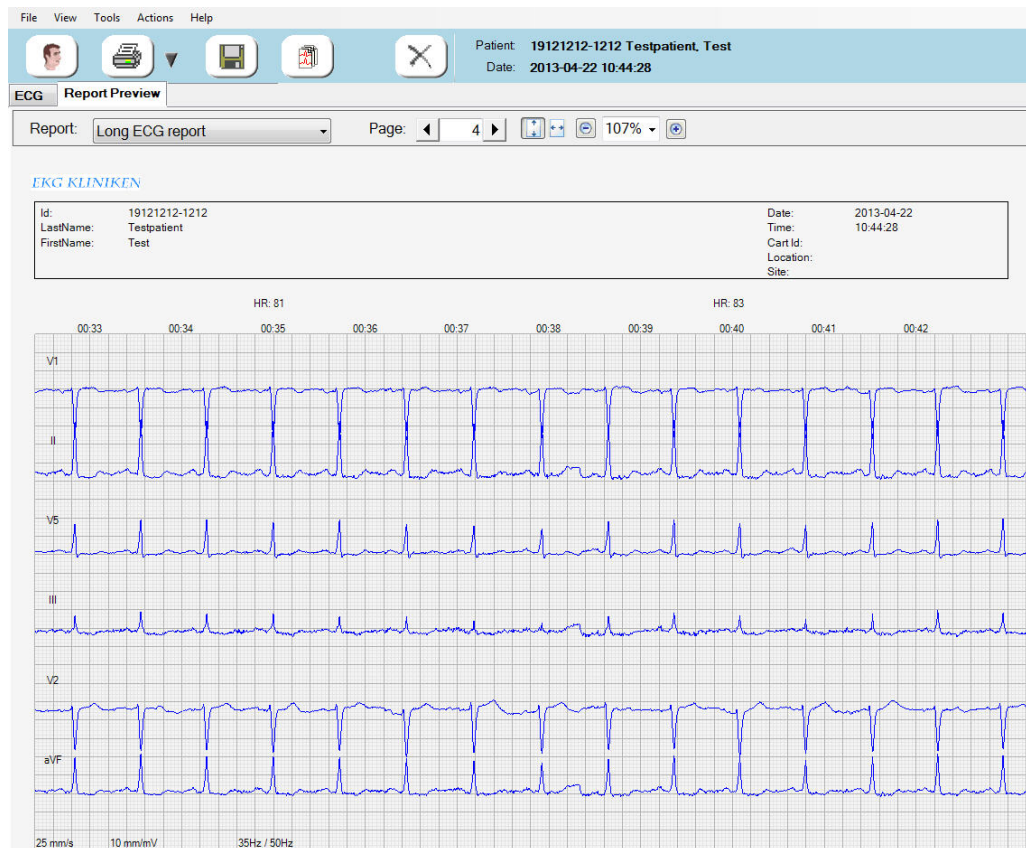 File View Tools Actions Help
Patient 19121212-1212 Testpatient, Test
Date: 2013-04-22 10:44:28
ECG Report Preview
Report: Long ECG report Page: 4 107%
EKG KLINIKEN
Id: 19121212-1212 Date: 2013-04-22
LastName: Testpatient Time: 10:44:28
FirstName: Test Cart Id:
Location:
Site:
HR: 81 HR: 83
00:33 00:34 00:35 00:36 00:37 00:38 00:39 00:40 00:41 00:42
V1
II
V5
III
V2
aVF
25 mm/s 10 mm/mV 35Hz / 50Hz